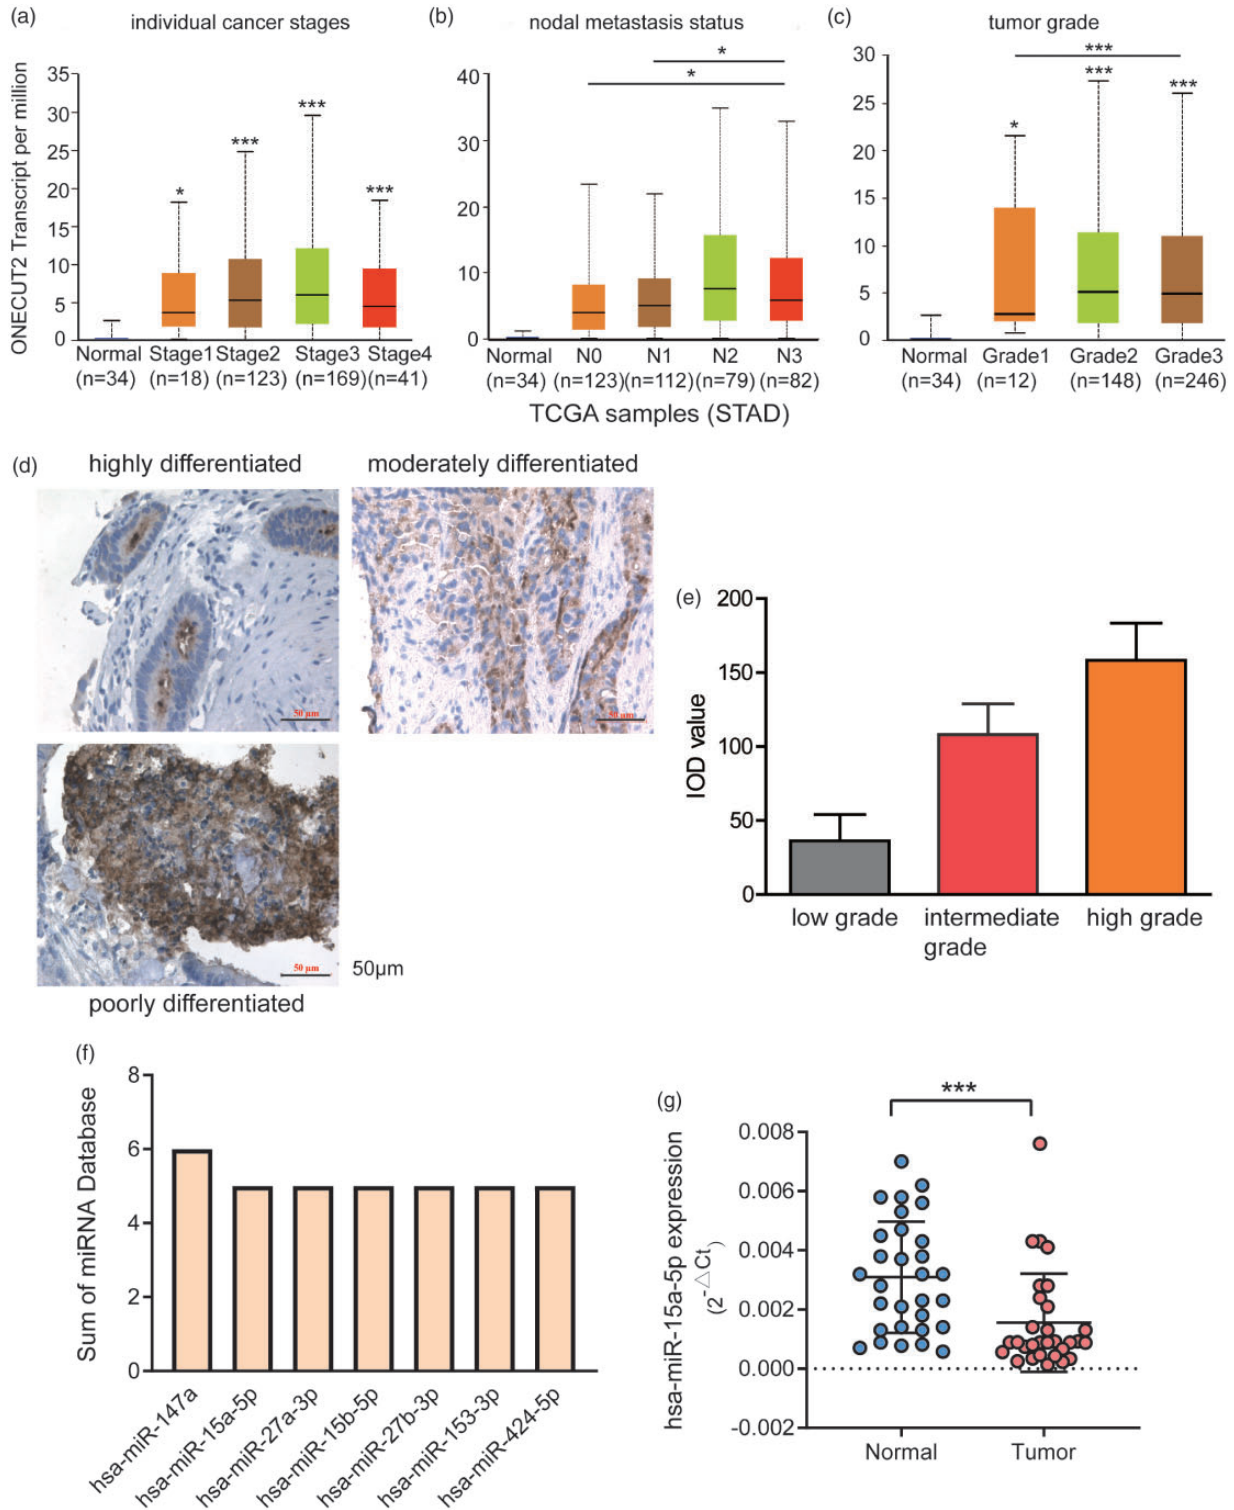 (a) individual cancer stages
ONECUT2 Transcript per million
35
30
25
20
15
10
5
0
*
***
***
***
Normal Stage1 Stage2 Stage3 Stage4
(n=34) (n=18) (n=123) (n=169) (n=41)
(b) nodal metastasis status
40
30
20
10
0
*
*
Normal N0 N1 N2 N3
(n=34) (n=123) (n=112) (n=79) (n=82)
(c) tumor grade
30
25
20
15
10
5
0
***
*
***
***
Normal Grade1 Grade2 Grade3
(n=34) (n=12) (n=148) (n=246)
TCGA samples (STAD)
(d) highly differentiated
moderately differentiated
50 μm
50 μm
50 μm
50μm
poorly differentiated
(e)
IOD value
200
150
100
50
0
low grade
intermediate
grade
high grade
(f)
Sum of miRNA Database
8
6
4
2
0
hsa-miR-147a
hsa-miR-15a-5p
hsa-miR-27a-3p
hsa-miR-15b-5p
hsa-miR-27b-3p
hsa-miR-153-3p
hsa-miR-424-5p
(g)
hsa-miR-15a-5p expression
(2^-△Ct)
***
0.008
0.006
0.004
0.002
0.000
-0.002
Normal Tumor